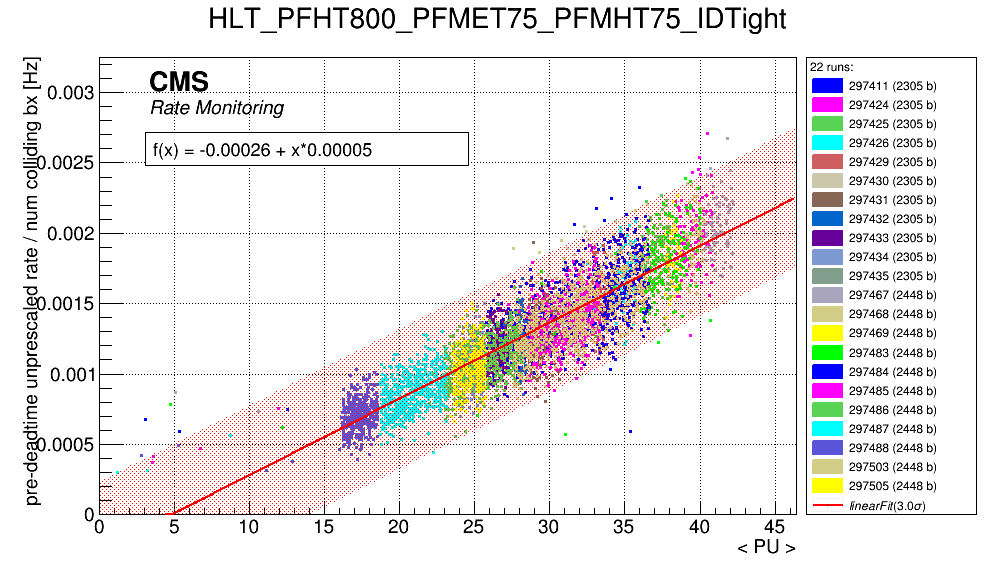 HLT_PFHT800_PFMET75_PFMHT75_IDTight
pre-deadtime unprescaled rate / num colliding bx [Hz]
CMS
Rate Monitoring
f(x) = -0.00026 + x*0.00005
0.003
0.0025
0.002
0.0015
0.001
0.0005
0
0 5 10 15 20 25 30 35 40 45
< PU >
22 runs:
297411 (2305 b)
297424 (2305 b)
297425 (2305 b)
297426 (2305 b)
297429 (2305 b)
297430 (2305 b)
297431 (2305 b)
297432 (2305 b)
297433 (2305 b)
297434 (2305 b)
297435 (2305 b)
297467 (2448 b)
297468 (2448 b)
297469 (2448 b)
297483 (2448 b)
297484 (2448 b)
297485 (2448 b)
297486 (2448 b)
297487 (2448 b)
297488 (2448 b)
297503 (2448 b)
297505 (2448 b)
linearFit(3.0σ)